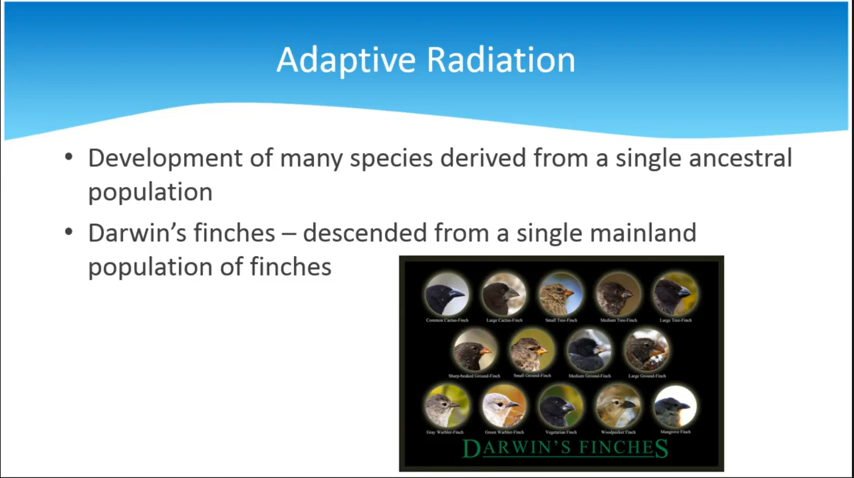 Adaptive Radiation
• Development of many species derived from a single ancestral
population
• Darwin’s finches – descended from a single mainland
population of finches
Common Cactus-Finch Large Cactus-Finch Small Tree-Finch Medium Tree-Finch Large Tree-Finch
Sharp-beaked Ground-Finch Small Ground-Finch Medium Ground-Finch Large Ground-Finch
Gray Warbler-Finch Green Warbler-Finch Vegetarian Finch Woodpecker Finch Mangrove Finch
DARWIN'S FINCHES